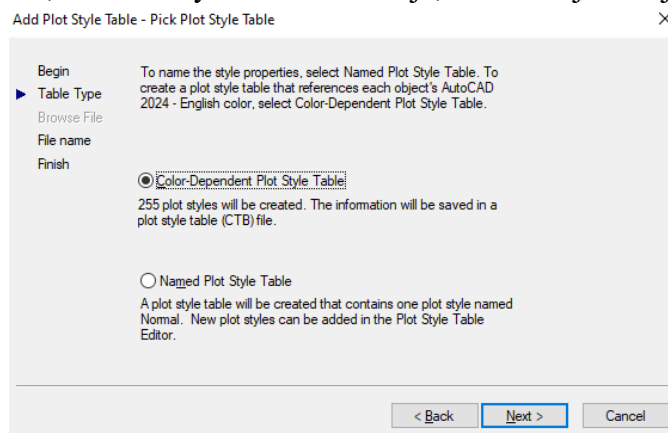 Add Plot Style Table - Pick Plot Style Table
Begin
Table Type
Browse File
File name
Finish
To name the style properties, select Named Plot Style Table. To
create a plot style table that references each object's AutoCAD
2024 - English color, select Color-Dependent Plot Style Table.
Color-Dependent Plot Style Table
255 plot styles will be created. The information will be saved in a
plot style table (CTB) file.
Named Plot Style Table
A plot style table will be created that contains one plot style named
Normal. New plot styles can be added in the Plot Style Table
Editor.
< Back
Next >
Cancel